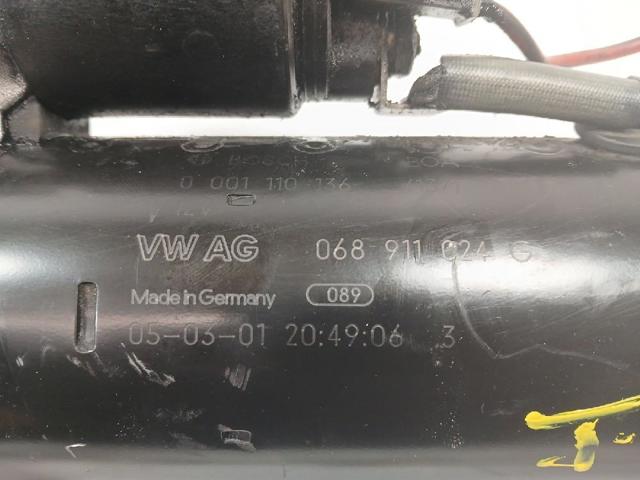 BOSCH
0 001 110 136
12V
VW AG 068 911 024 G
Made in Germany 089
05-03-01 20:49:06 3